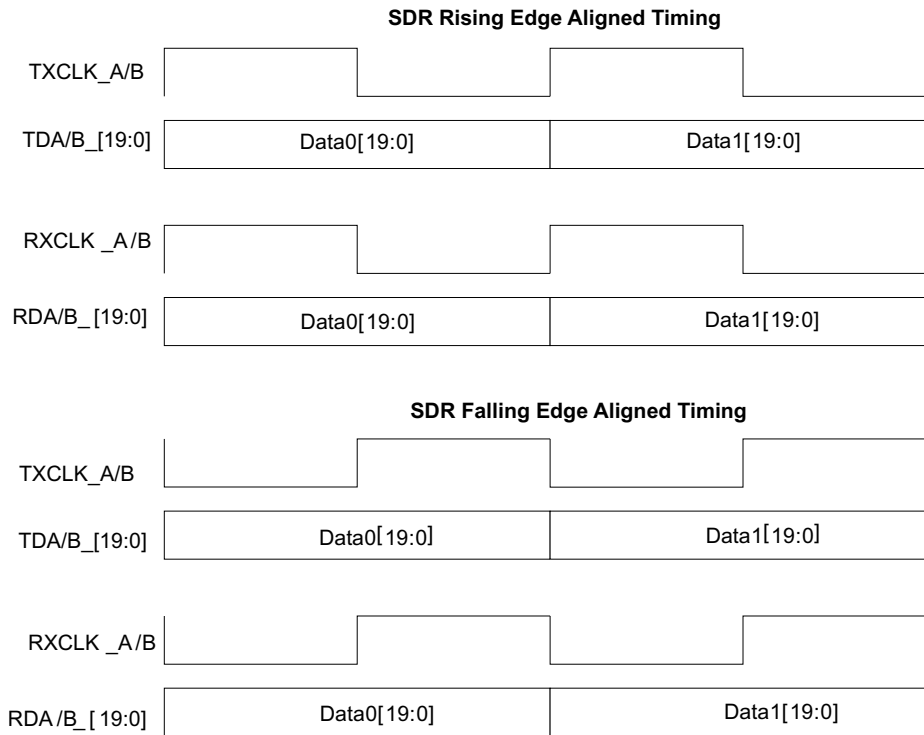 SDR Rising Edge Aligned Timing
TXCLK_A/B
TDA/B_[19:0] Data0[19:0] Data1[19:0]
RXCLK _A/B
RDA/B_[19:0] Data0[19:0] Data1[19:0]
SDR Falling Edge Aligned Timing
TXCLK_A/B
TDA/B_[19:0] Data0[19:0] Data1[19:0]
RXCLK _A/B
RDA/B_[19:0] Data0[19:0] Data1[19:0]